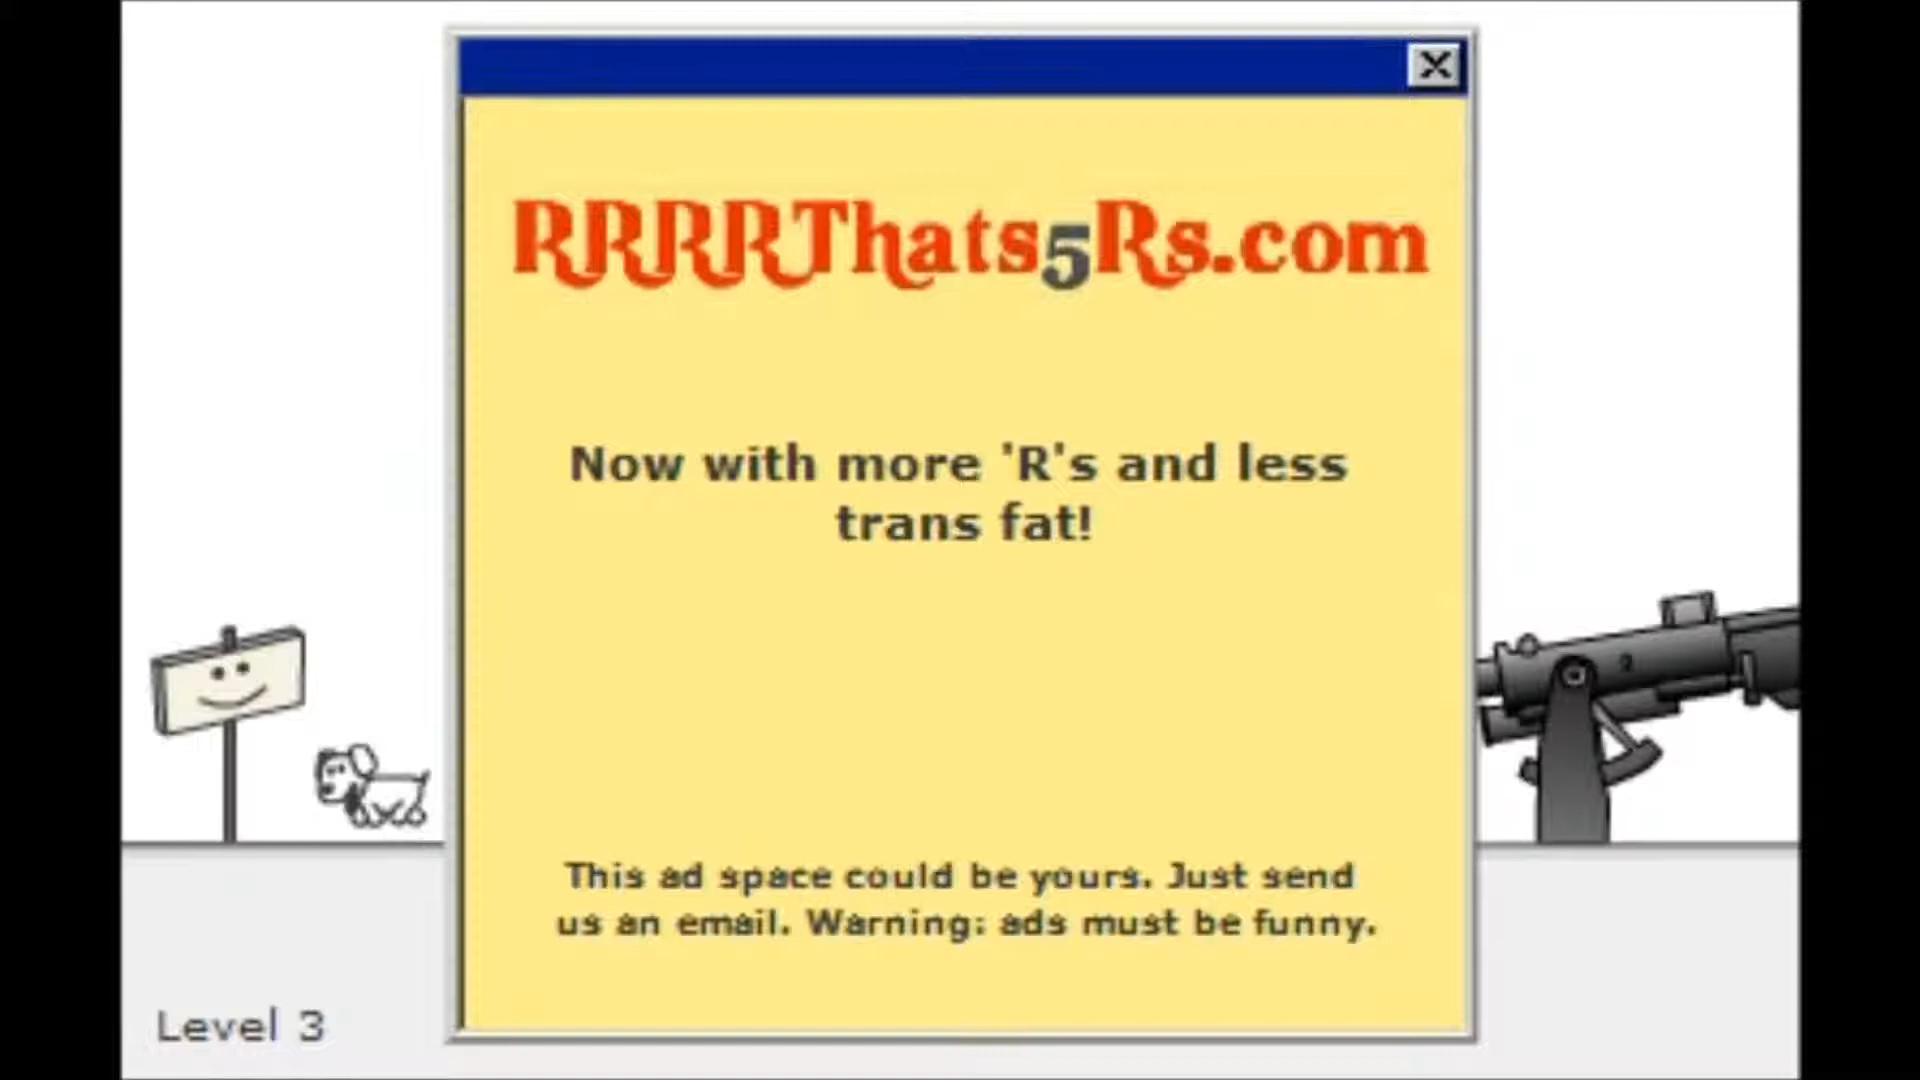 RRRRThats5Rs.com
Now with more 'R's and less
trans fat!
This ad space could be yours. Just send
us an email. Warning: ads must be funny.
Level 3